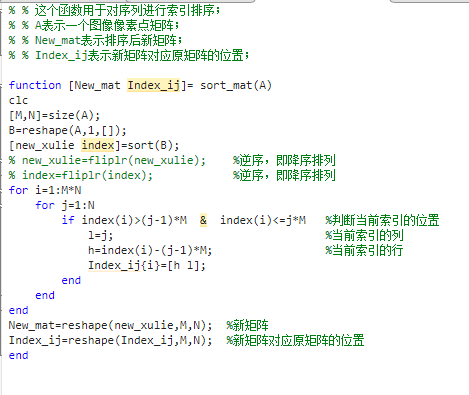 % % 这个函数用于对序列进行索引排序；
% % A表示一个图像像素点矩阵；
% % New_mat表示排序后新矩阵；
% % Index_ij表示新矩阵对应原矩阵的位置；
function [New_mat Index_ij]= sort_mat(A)
clc
[M,N]=size(A);
B=reshape(A,1,[]);
[new_xulie index]=sort(B);
% new_xulie=fliplr(new_xulie); %逆序，即降序排列
% index=fliplr(index); %逆序，即降序排列
for i=1:M*N
for j=1:N
if index(i)>(j-1)*M & index(i)<=j*M %判断当前索引的位置
l=j; %当前索引的列
h=index(i)-(j-1)*M; %当前索引的行
Index_ij{i}=[h l];
end
end
end
New_mat=reshape(new_xulie,M,N); %新矩阵
Index_ij=reshape(Index_ij,M,N); %新矩阵对应原矩阵的位置
end